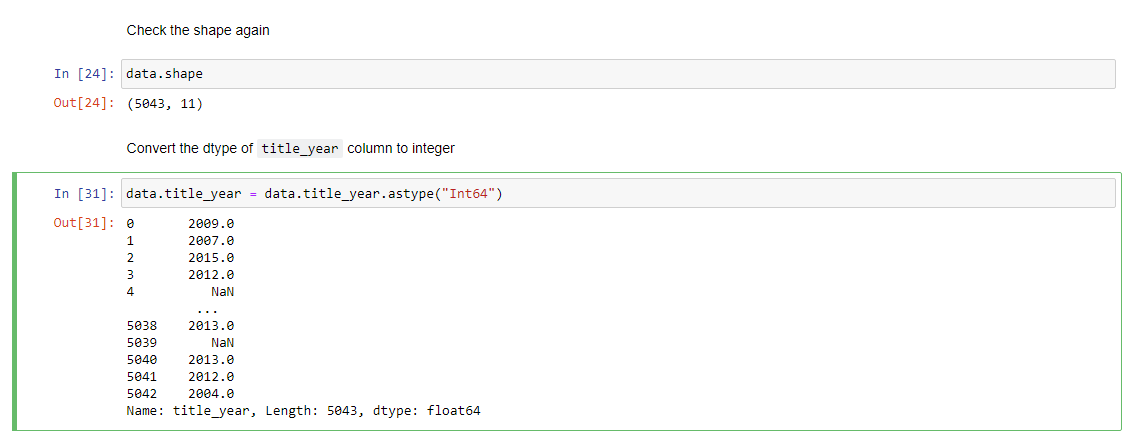 Check the shape again
In [24]: data.shape
Out[24]: (5043, 11)
Convert the dtype of title_year column to integer
In [31]: data.title_year = data.title_year.astype("Int64")
Out[31]: 0       2009.0
1       2007.0
2       2015.0
3       2012.0
4          NaN
...
5038    2013.0
5039       NaN
5040    2013.0
5041    2012.0
5042    2004.0
Name: title_year, Length: 5043, dtype: float64